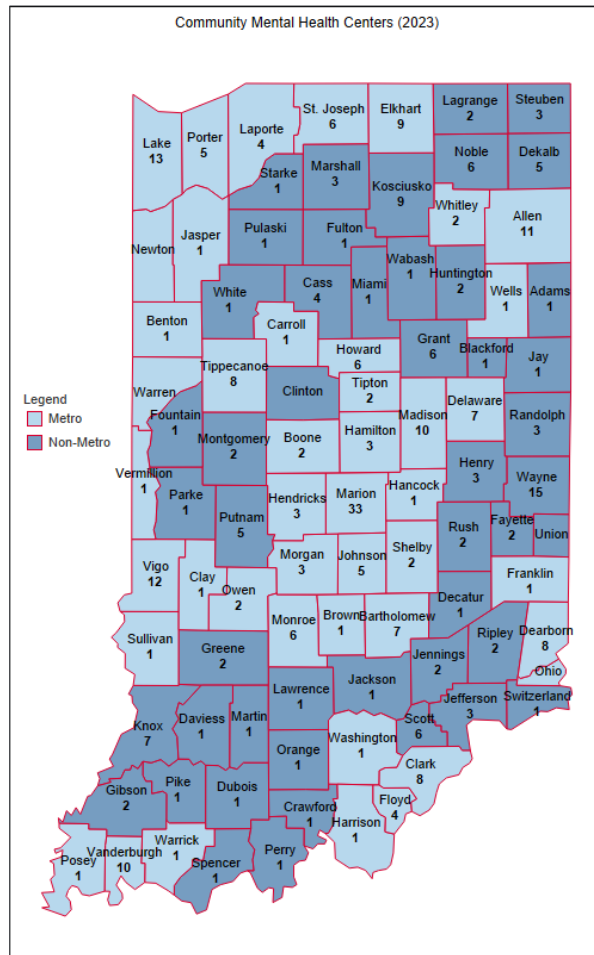 Community Mental Health Centers (2023)
St. Joseph
6
Elkhart
9
Lagrange
2
Steuben
3
Laporte
4
Porter
5
Lake
13
Noble
6
Dekalb
5
Marshall
3
Starke
1
Kosciusko
9
Whitley
2
Allen
11
Newton
Jasper
1
Pulaski
1
Fulton
1
Wabash
1
Huntington
2
Miami
1
Cass
4
White
1
Wells
1
Adams
1
Benton
1
Carroll
1
Grant
6
Blackford
1
Jay
1
Howard
6
Tippecanoe
8
Tipton
2
Clinton
Warren
Madison
10
Delaware
7
Randolph
3
Legend
Metro
Non-Metro
Fountain
1
Montgomery
2
Boone
2
Hamilton
3
Henry
3
Wayne
15
Vermillion
1
Parke
1
Putnam
5
Hendricks
3
Marion
33
Hancock
1
Rush
2
Fayette
2
Union
Shelby
2
Morgan
3
Johnson
5
Vigo
12
Clay
1
Owen
2
Franklin
1
Decatur
1
Monroe
6
Brown
1
Bartholomew
7
Dearborn
8
Ripley
2
Sullivan
1
Greene
2
Jennings
2
Ohio
Jackson
1
Lawrence
1
Jefferson
3
Switzerland
1
Knox
7
Daviess
1
Martin
1
Scott
6
Washington
1
Orange
1
Clark
8
Gibson
2
Pike
1
Dubois
1
Crawford
1
Floyd
4
Harrison
1
Posey
1
Vanderburgh
10
Warrick
1
Spencer
1
Perry
1